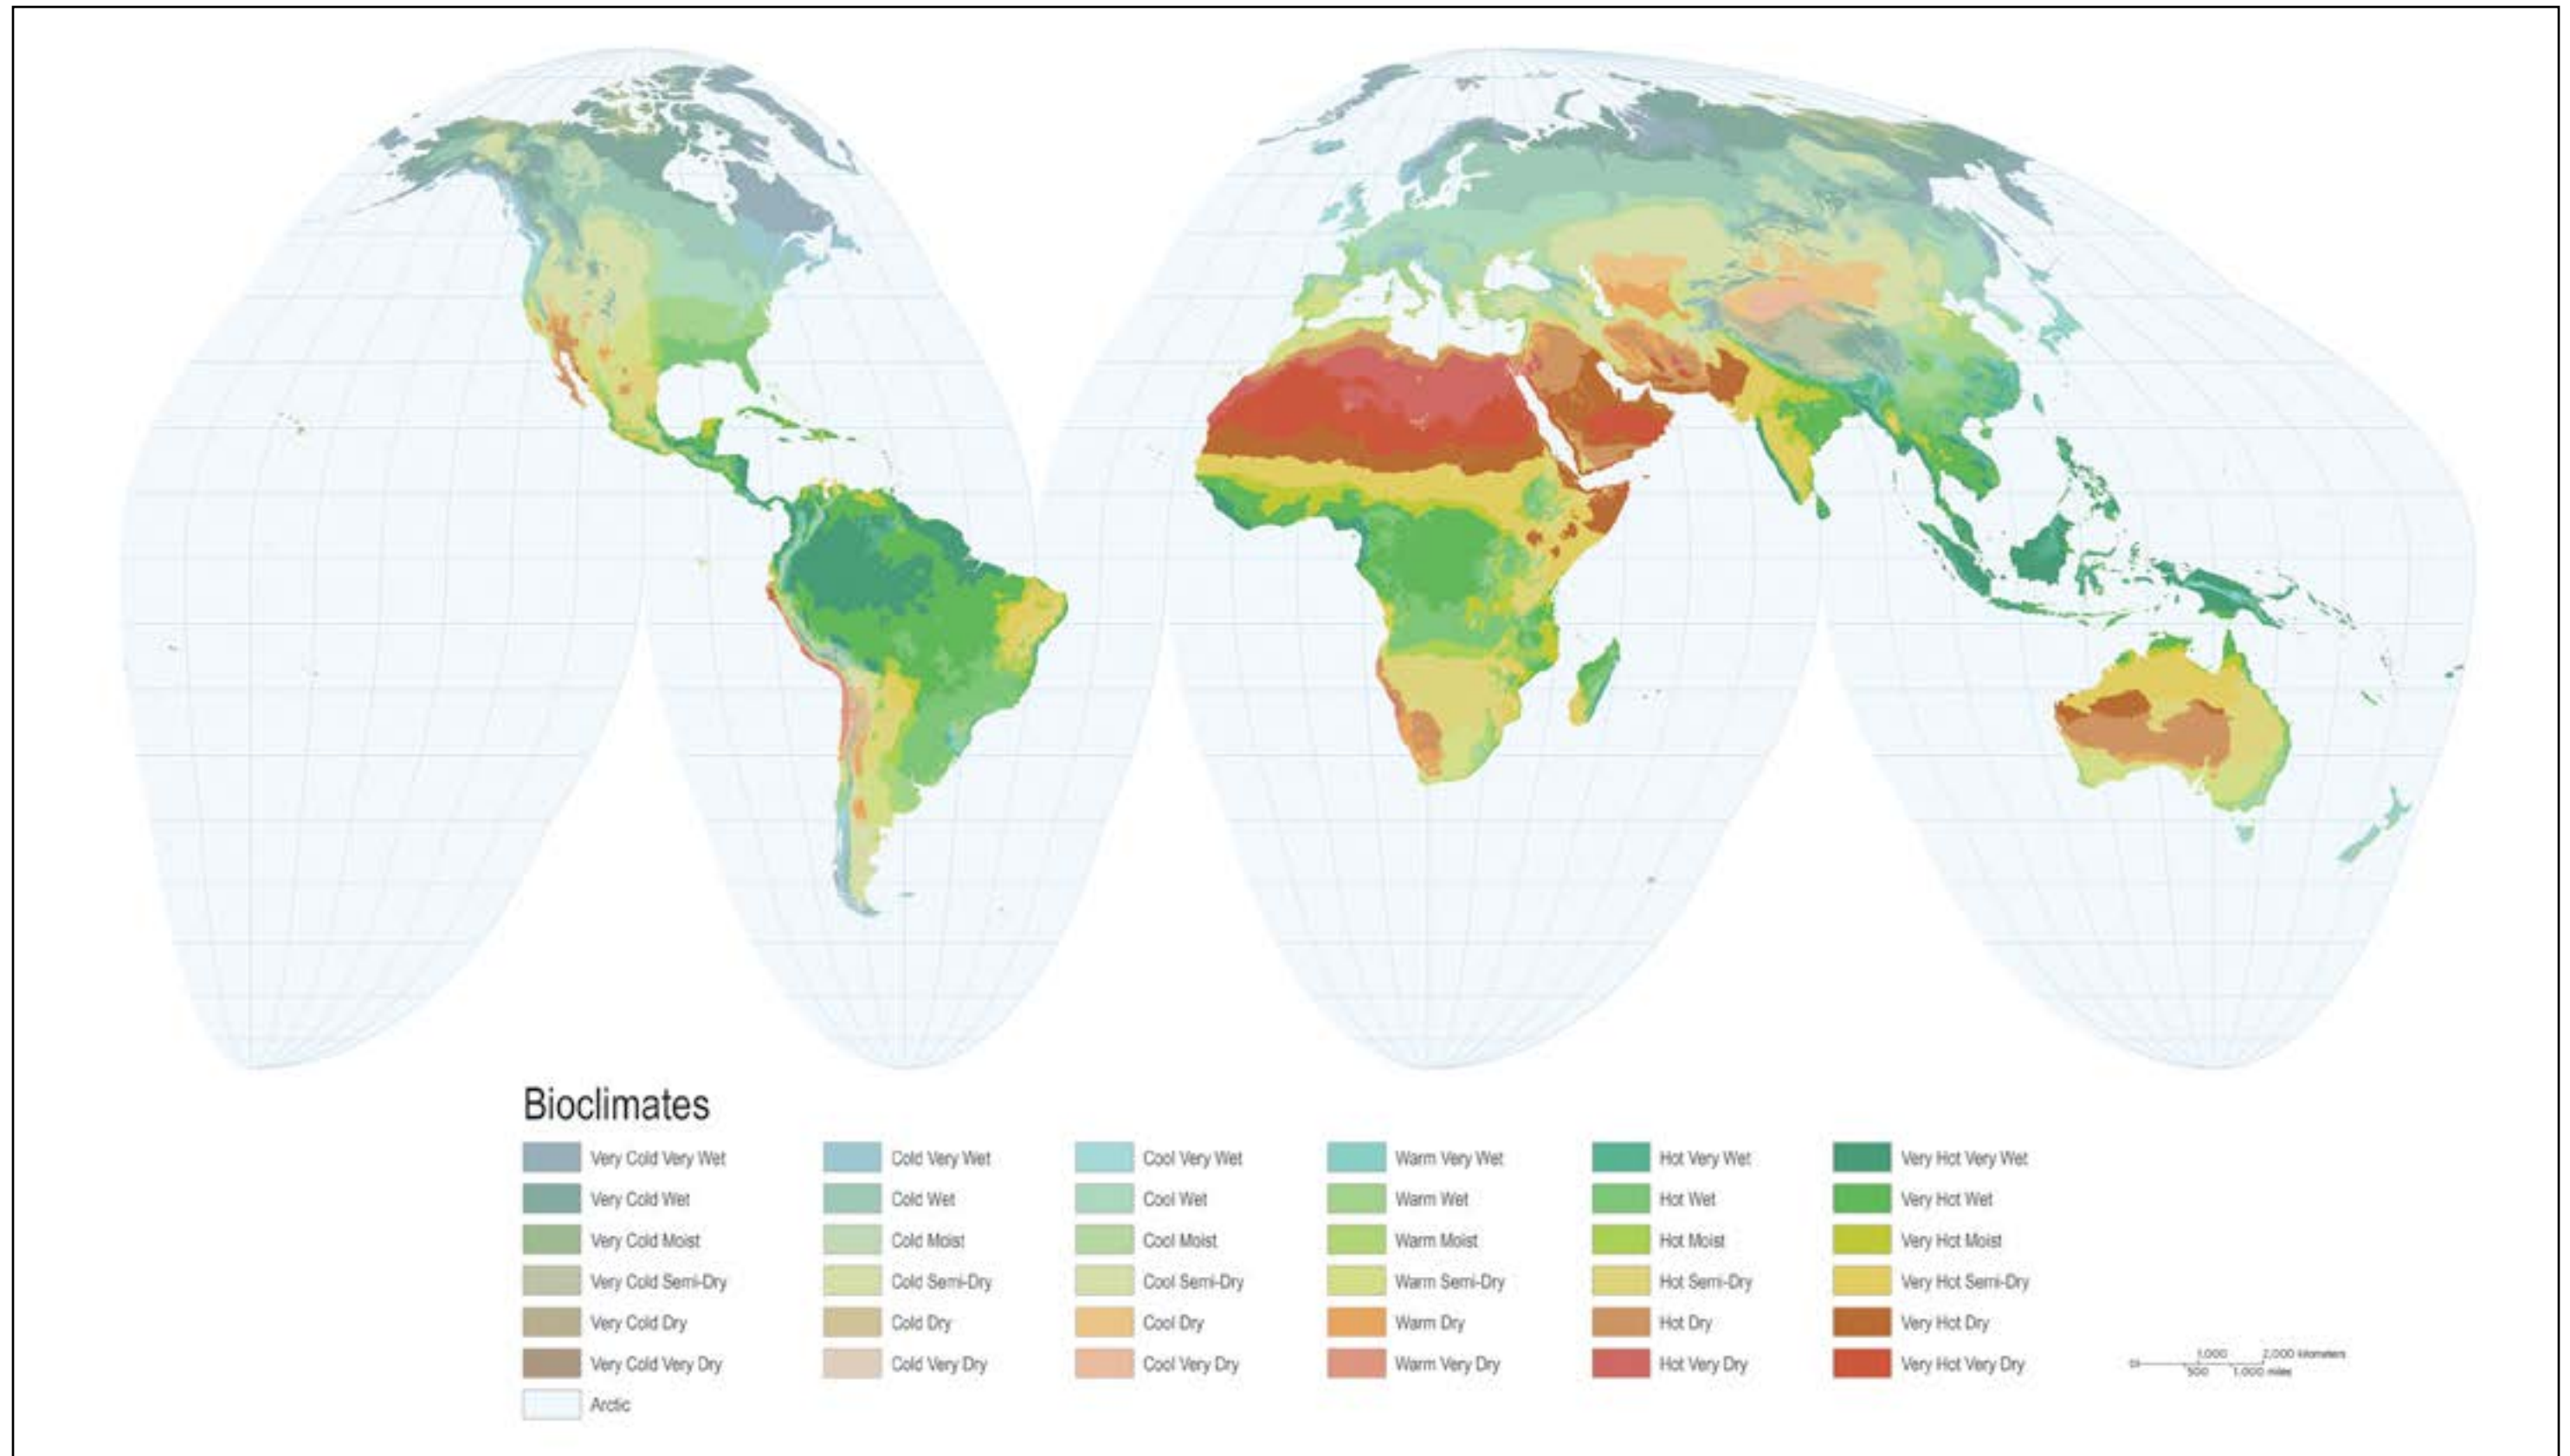 Bioclimates
Very Cold Very Wet
Cold Very Wet
Cool Very Wet
Warm Very Wet
Hot Very Wet
Very Hot Very Wet
Very Cold Wet
Cold Wet
Cool Wet
Warm Wet
Hot Wet
Very Hot Wet
Very Cold Moist
Cold Moist
Cool Moist
Warm Moist
Hot Moist
Very Hot Moist
Very Cold Semi-Dry
Cold Semi-Dry
Cool Semi-Dry
Warm Semi-Dry
Hot Semi-Dry
Very Hot Semi-Dry
Very Cold Dry
Cold Dry
Cool Dry
Warm Dry
Hot Dry
Very Hot Dry
Very Cold Very Dry
Cold Very Dry
Cool Very Dry
Warm Very Dry
Hot Very Dry
Very Hot Very Dry
Arctic
1,000 2,000 kilometers
500 1,000 miles